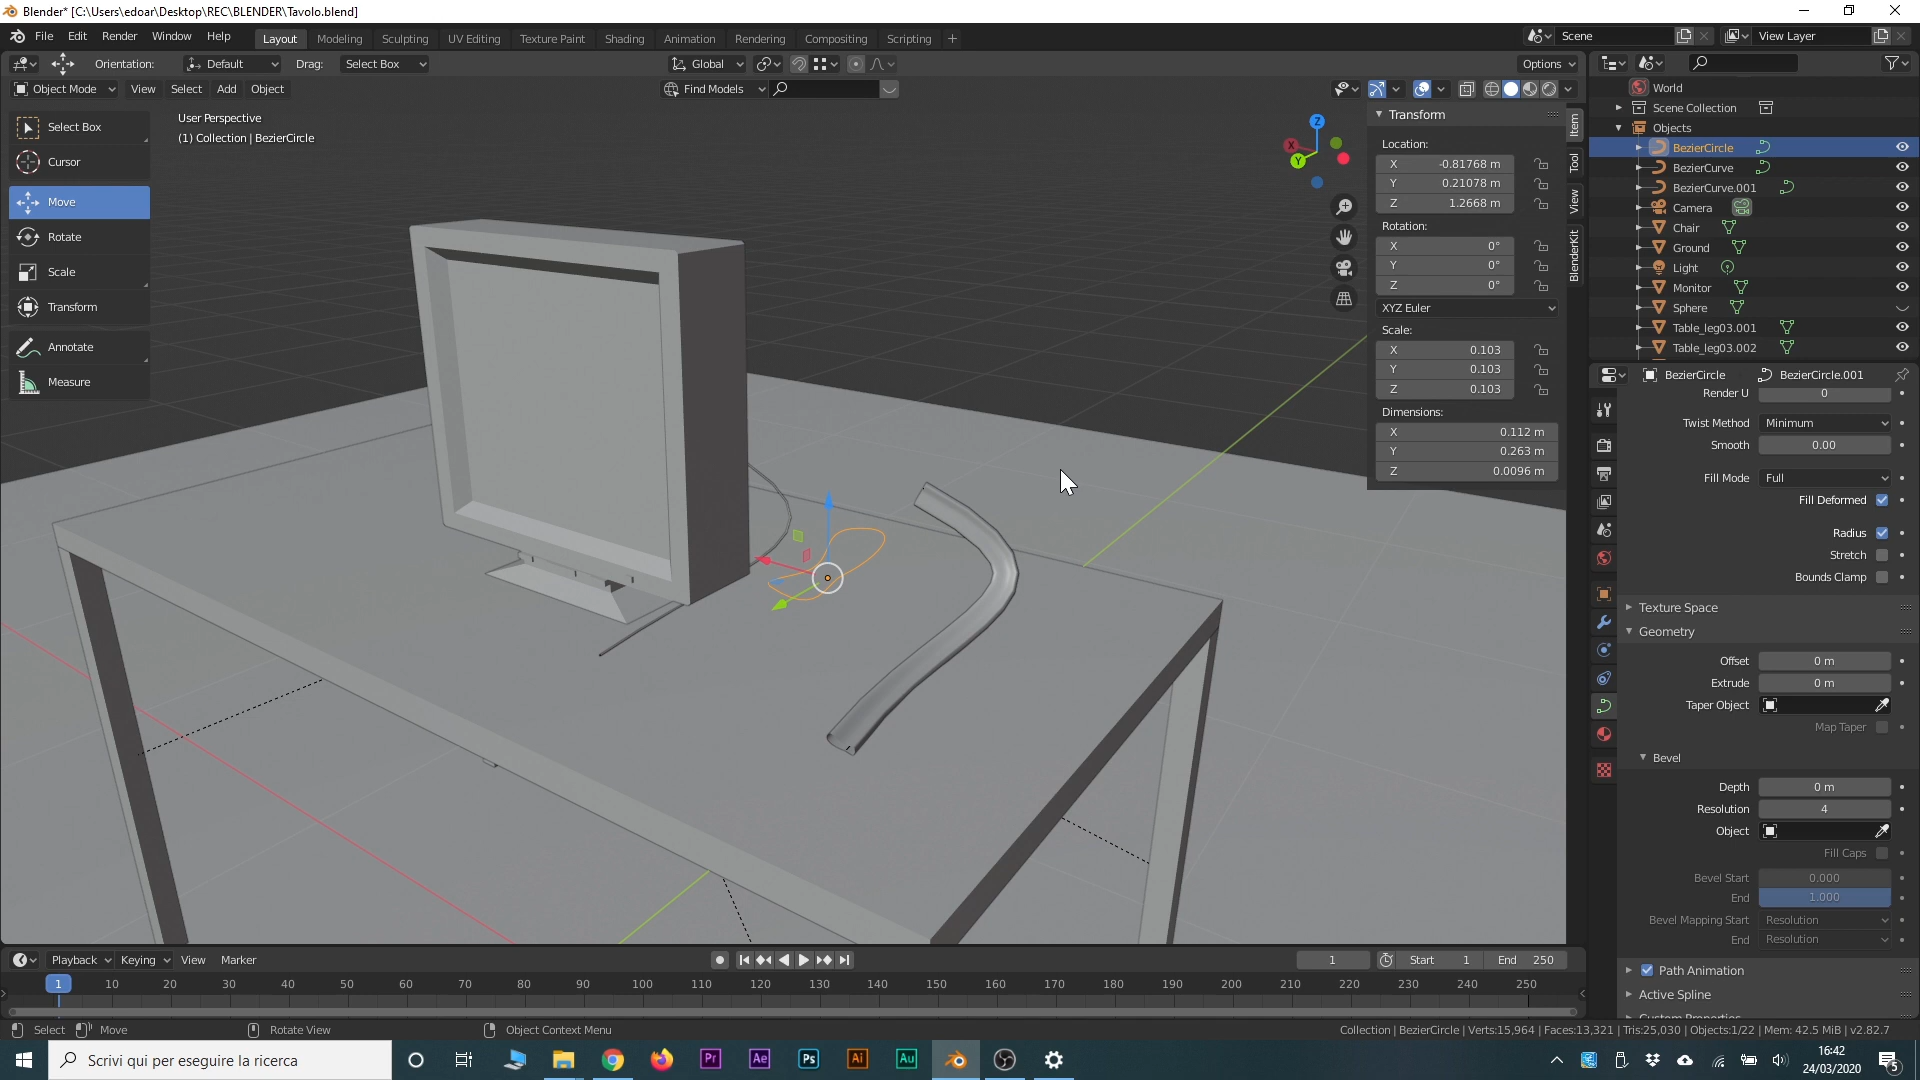 Blender* [C:\Users\edoar\Desktop\REC\BLENDER\Tavolo.blend]
File Edit Render Window Help
Layout Modeling Sculpting UV Editing Texture Paint Shading Animation Rendering Compositing Scripting +
Scene
View Layer
Orientation: Default Drag: Select Box
Global
Options
Object Mode View Select Add Object
Find Models
User Perspective
(1) Collection | BezierCircle
Select Box
Cursor
Move
Rotate
Scale
Transform
Annotate
Measure
Z
X
Y
Transform
Location:
X -0.81768 m
Y 0.21078 m
Z 1.2668 m
Rotation:
X 0°
Y 0°
Z 0°
XYZ Euler
Scale:
X 0.103
Y 0.103
Z 0.103
Dimensions:
X 0.112 m
Y 0.263 m
Z 0.0096 m
Item
Tool
View
BlenderKit
World
Scene Collection
Objects
BezierCircle
BezierCurve
BezierCurve.001
Camera
Chair
Ground
Light
Monitor
Sphere
Table_leg03.001
Table_leg03.002
BezierCircle BezierCircle.001
Render U 0
Twist Method Minimum
Smooth 0.00
Fill Mode Full
Fill Deformed
Radius
Stretch
Bounds Clamp
Texture Space
Geometry
Offset 0 m
Extrude 0 m
Taper Object
Map Taper
Bevel
Depth 0 m
Resolution 4
Object
Fill Caps
Bevel Start 0.000
End 1.000
Bevel Mapping Start Resolution
End Resolution
Path Animation
Active Spline
Custom Properties
Playback Keying View Marker
1 Start 1 End 250
1 10 20 30 40 50 60 70 80 90 100 110 120 130 140 150 160 170 180 190 200 210 220 230 240 250
Select Move Rotate View Object Context Menu
Collection | BezierCircle | Verts:15,964 | Faces:13,321 | Tris:25,030 | Objects:1/22 | Mem: 42.5 MiB | v2.82.7
Scrivi qui per eseguire la ricerca
Pr Ae Ps Ai Au
16:42
24/03/2020
5